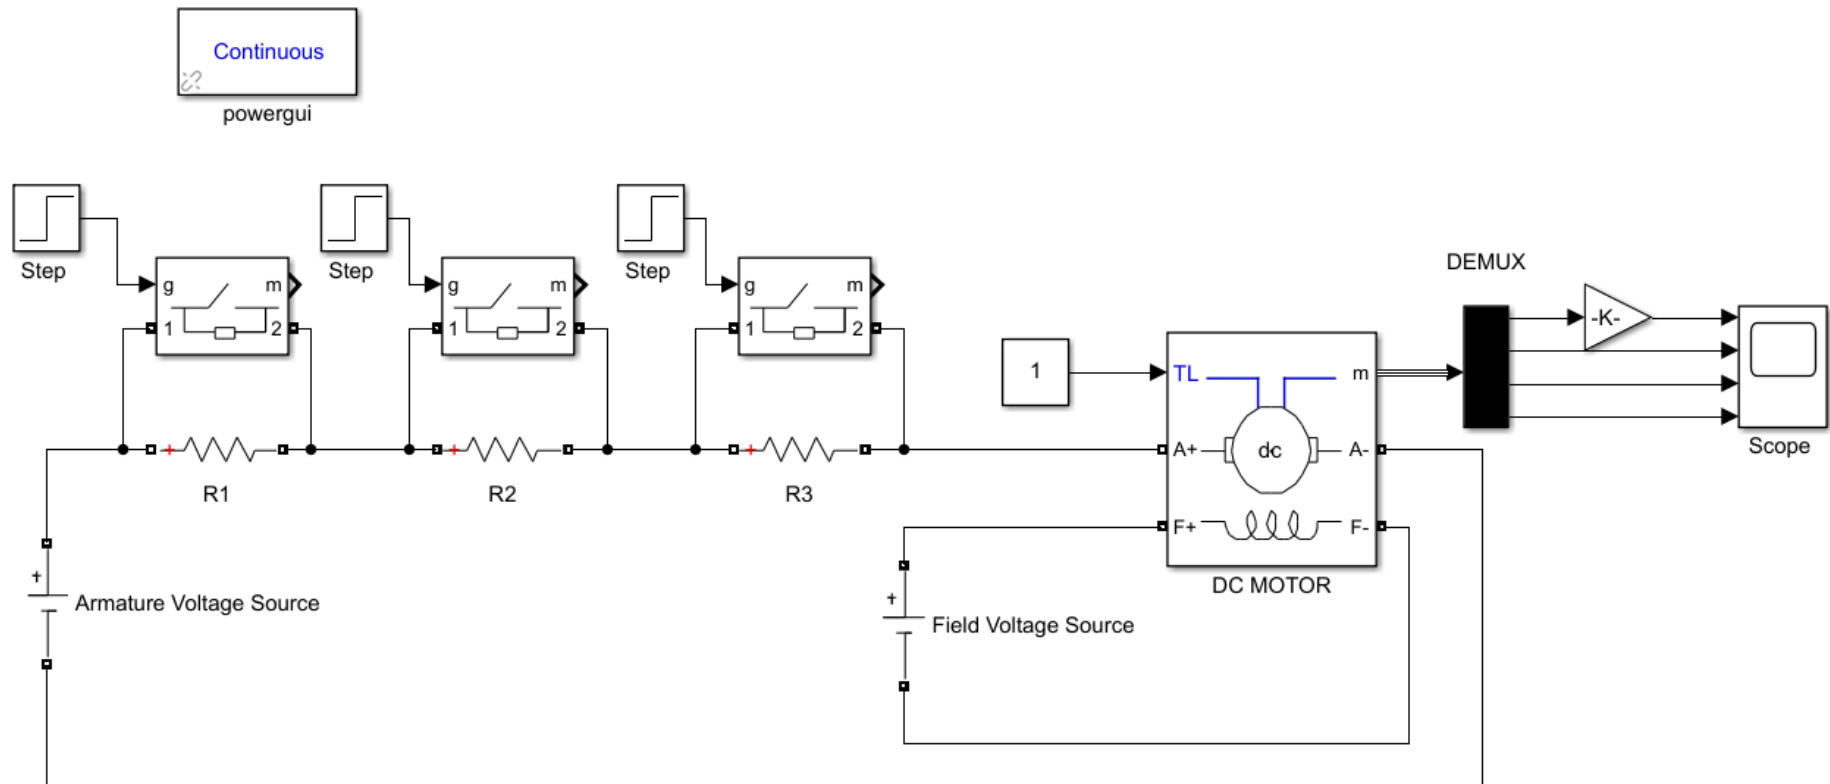 Continuous
powergui
Step
Step
Step
g
m
1
2
g
m
1
2
g
m
1
2
DEMUX
-K-
1
TL
m
Scope
+
+
+
A+
dc
A-
R1
R2
R3
F+
F-
DC MOTOR
+
Armature Voltage Source
+
Field Voltage Source